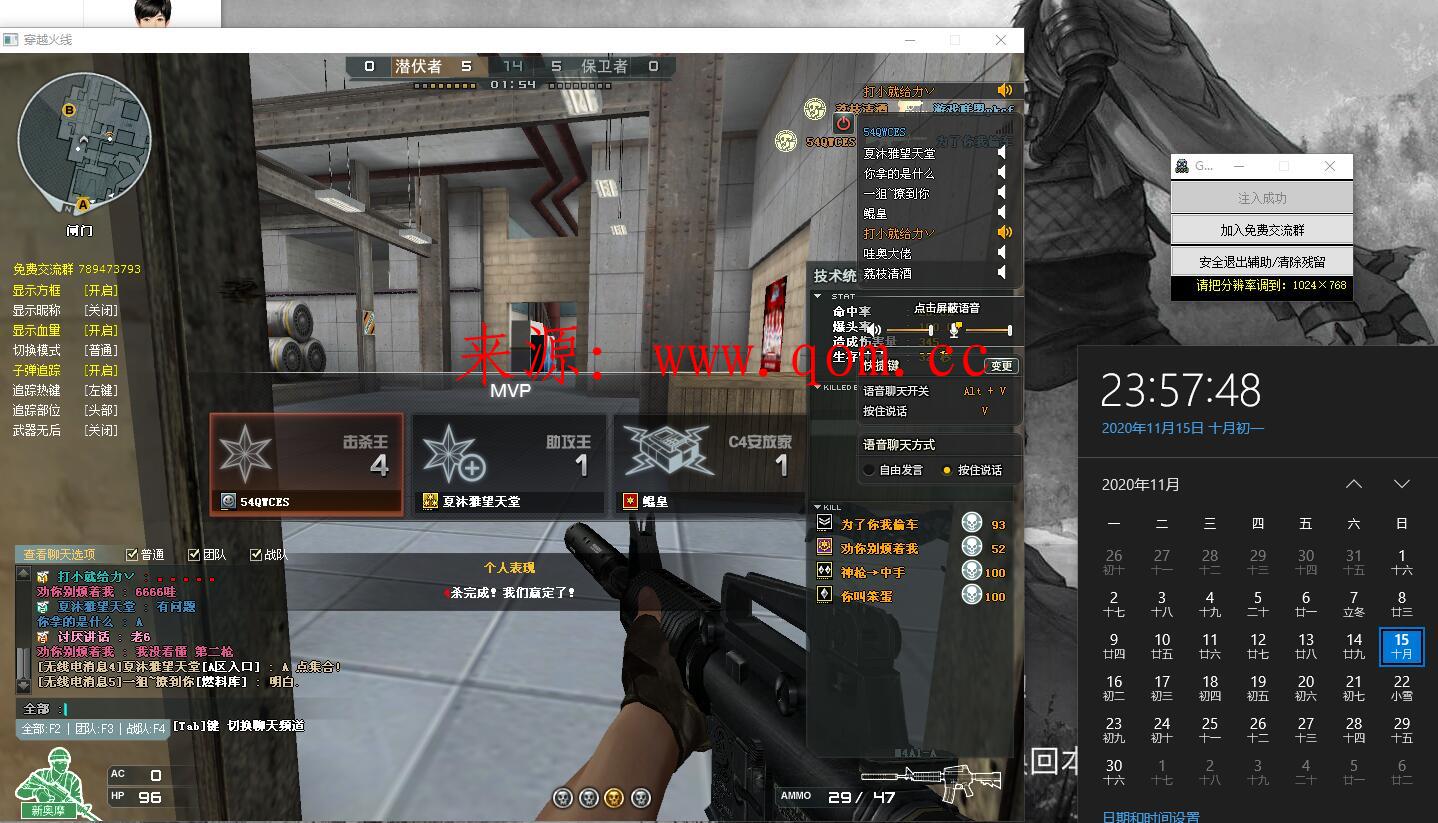 穿越火线
0 潜伏者 5 14 5 保卫者 0
01:54
B
A
N
闸门
免费交流群 789473793
显示方框 [开启]
显示昵称 [关闭]
显示血量 [开启]
切换模式 [普通]
子弹追踪 [开启]
追踪热键 [左键]
追踪部位 [头部]
武器无后 [关闭]
打小就给力
荔枝清酒
54QWCES 为了你我偷车
54QWCES
夏沐雅望天堂
你拿的是什么
一狙~撩到你
鲲皇
打小就给力
哇奥大佬
荔枝清酒
技术统
STAT
点击屏蔽语音
命中率
爆头率
造成伤害量 : 345
快捷键 变更
KILLED B
语音聊天开关 Alt + V
按住说话 V
语音聊天方式
自由发言 按住说话
KILL
为了你我偷车 93
劝你别烦着我 52
神枪→中手 100
你叫笨蛋 100
来源：www.qom.cc
MVP
击杀王 4
54QWCES
助攻王 1
夏沐雅望天堂
C4安放家 1
鲲皇
个人表现
杀完成! 我们赢定了!
查看聊天选项 普通 团队 战队
打小就给力 : . . . . .
劝你别烦着我 : 6666哇
夏沐雅望天堂 : 有问题
你拿的是什么 : A
讨厌讲话 : 老6
劝你别烦着我 : 我没看懂 第二枪
[无线电消息4]夏沐雅望天堂[A区入口] : A 点集合!
[无线电消息5]一狙~撩到你[燃料库] : 明白.
全部 :
全部:F2 | 团队:F3 | 战队:F4 [Tab]键 切换聊天频道
新奥摩
AC 0
HP 96
M4A1-A
AMMO 29/ 47
G...
注入成功
加入免费交流群
安全退出辅助/清除残留
请把分辨率调到：1024×768
回本
23:57:48
2020年11月15日 十月初一
2020年11月
一 二 三 四 五 六 日
26 27 28 29 30 31 1
初十 十一 十二 十三 十四 十五 十六
2 3 4 5 6 7 8
十七 十八 十九 二十 廿一 立冬 廿三
9 10 11 12 13 14 15
廿四 廿五 廿六 廿七 廿八 廿九 十月
16 17 18 19 20 21 22
初二 初三 初四 初五 初六 初七 小雪
23 24 25 26 27 28 29
初九 初十 十一 十二 十三 十四 十五
30 1 2 3 4 5 6
十六 十七 十八 十九 二十 廿一 廿二
日期和时间设置